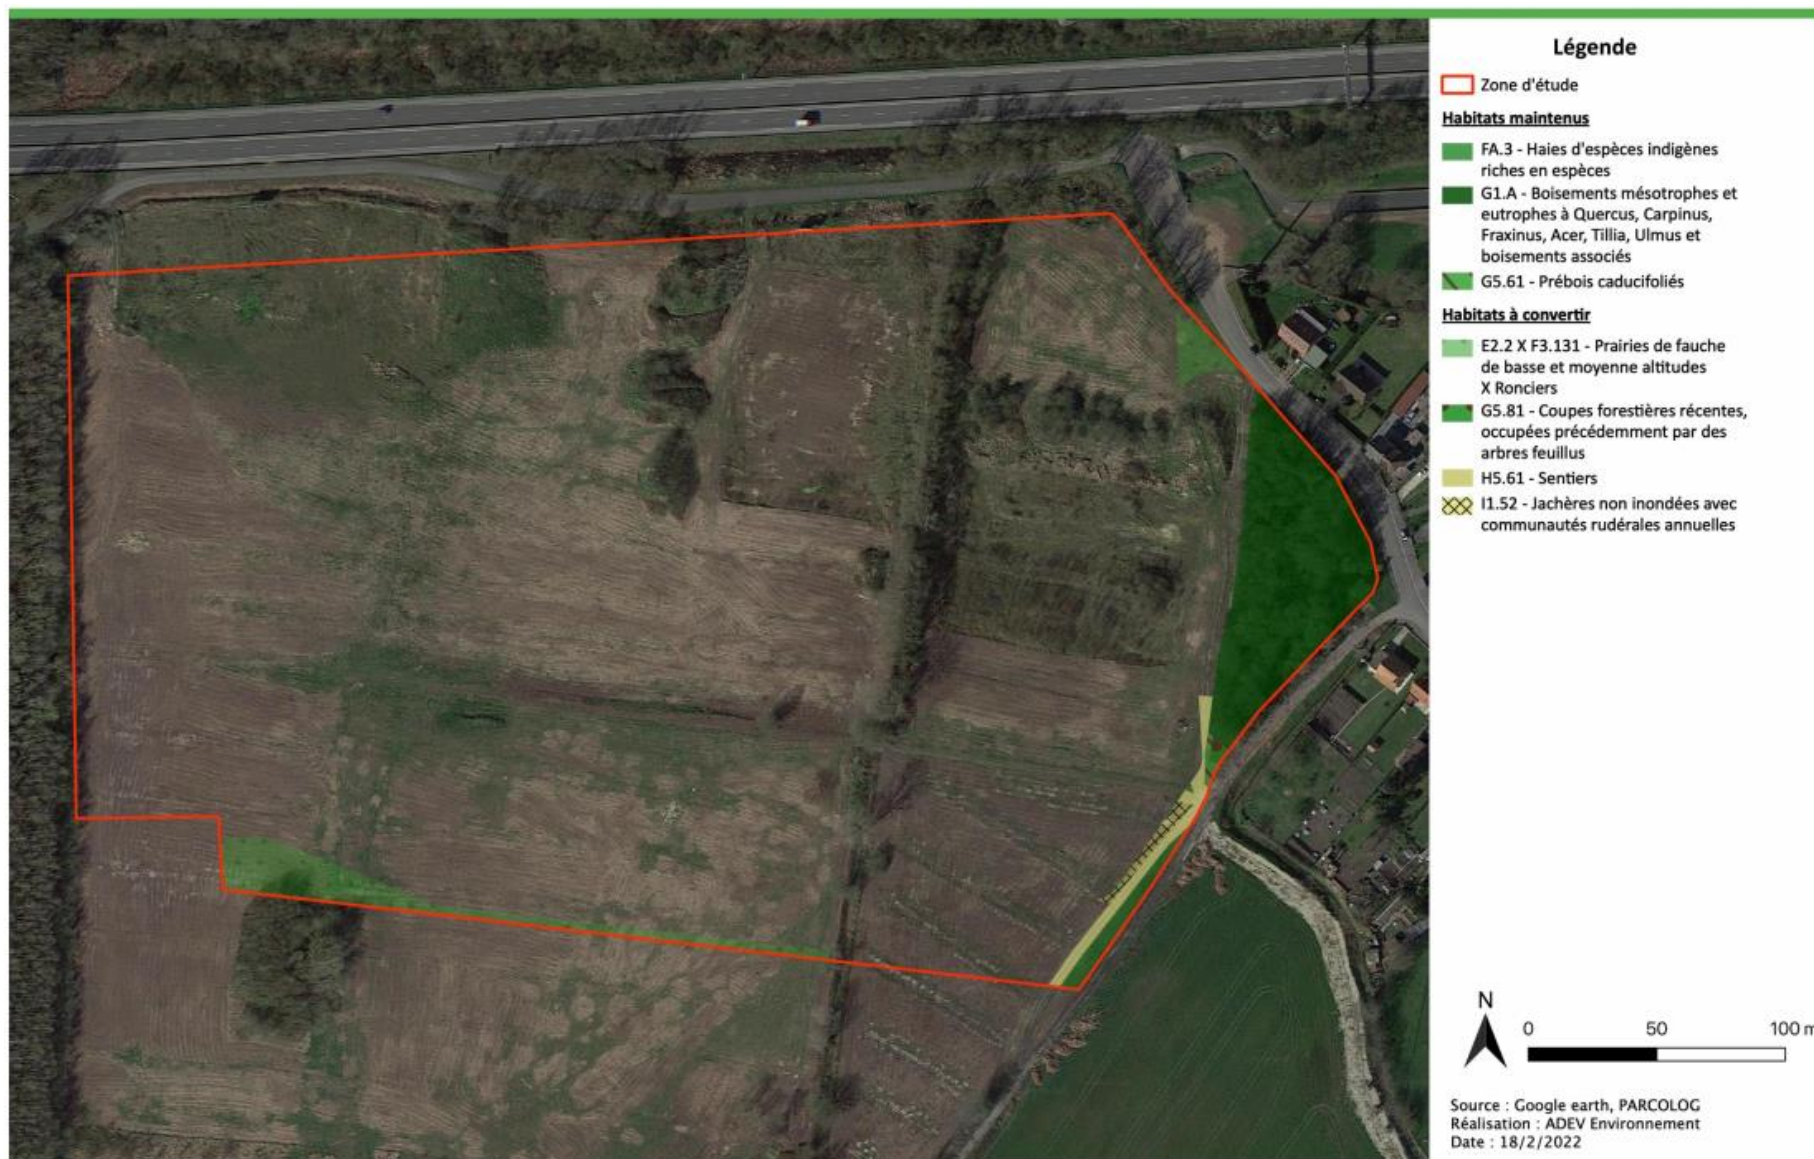 Légende
Zone d'étude
Habitats maintenus
FA.3 - Haies d'espèces indigènes
riches en espèces
G1.A - Boisements mésotrophes et
eutrophes à Quercus, Carpinus,
Fraxinus, Acer, Tillia, Ulmus et
boisements associés
G5.61 - Prébois caducifoliés
Habitats à convertir
E2.2 X F3.131 - Prairies de fauche
de basse et moyenne altitudes
X Ronciers
G5.81 - Coupes forestières récentes,
occupées précédemment par des
arbres feuillus
H5.61 - Sentiers
I1.52 - Jachères non inondées avec
communautés rudérales annuelles
N
0 50 100 m
Source : Google earth, PARCOLOG
Réalisation : ADEV Environnement
Date : 18/2/2022